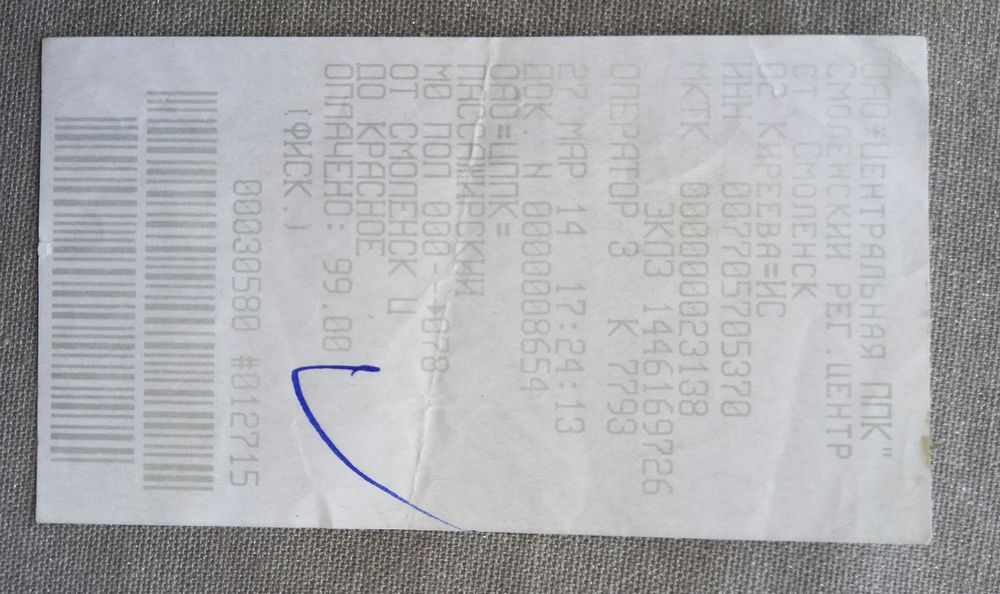 ОАО*ЦЕНТРАЛЬНАЯ ППК"
СМОЛЕНСКИЙ РЕГ.ЦЕНТР
СТ СМОЛЕНСК
02 КИРЕЕВА=ИС
ИНН 007705705370
МКТК 000000023138
ЭКЛЗ 1446169726
ОПЕРАТОР 3 К 7793
27 МАР 14 17:24:13
ДОК. N 0000008654
ОАО=ЦППК=
ПАССАЖИРСКИЙ
МО ПОЛ 000-▼078
ОТ СМОЛЕНСК Ц
ДО КРАСНОЕ
ОПЛАЧЕНО: 99.00
(ФИСК.)
00030580 #012715